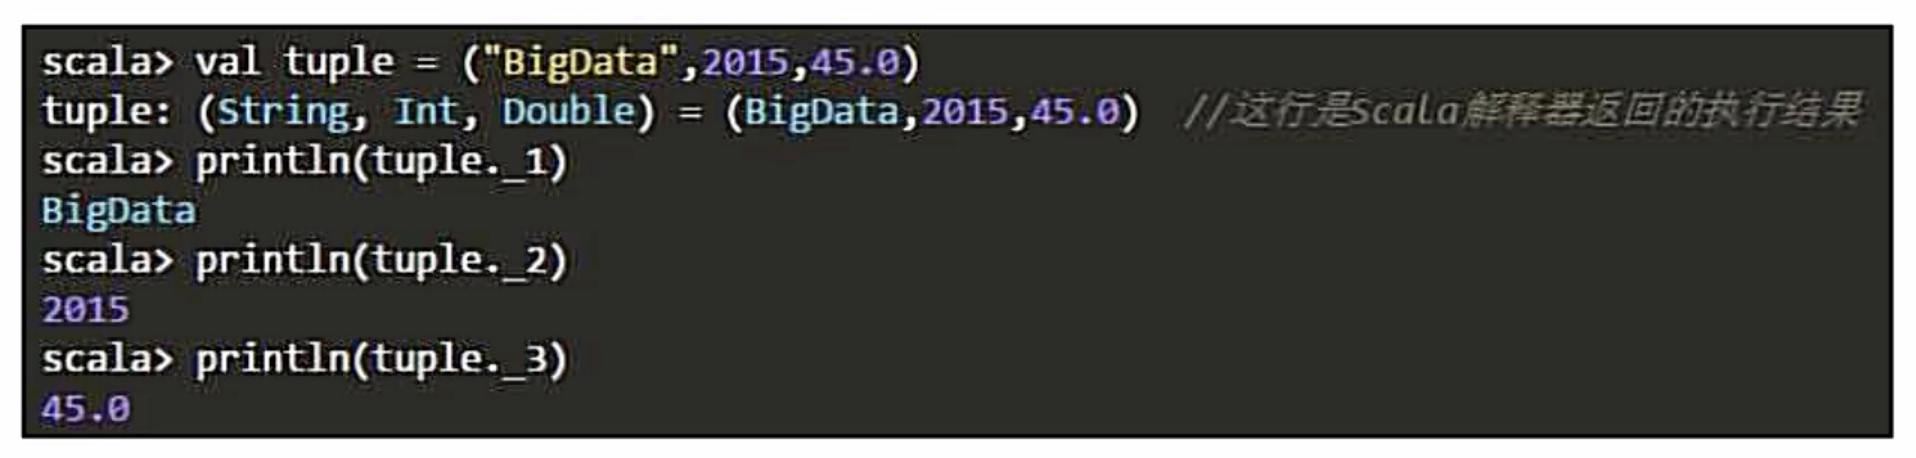 scala> val tuple = ("BigData",2015,45.0)
tuple: (String, Int, Double) = (BigData,2015,45.0)  //这行是Scala解释器返回的执行结果
scala> println(tuple._1)
BigData
scala> println(tuple._2)
2015
scala> println(tuple._3)
45.0